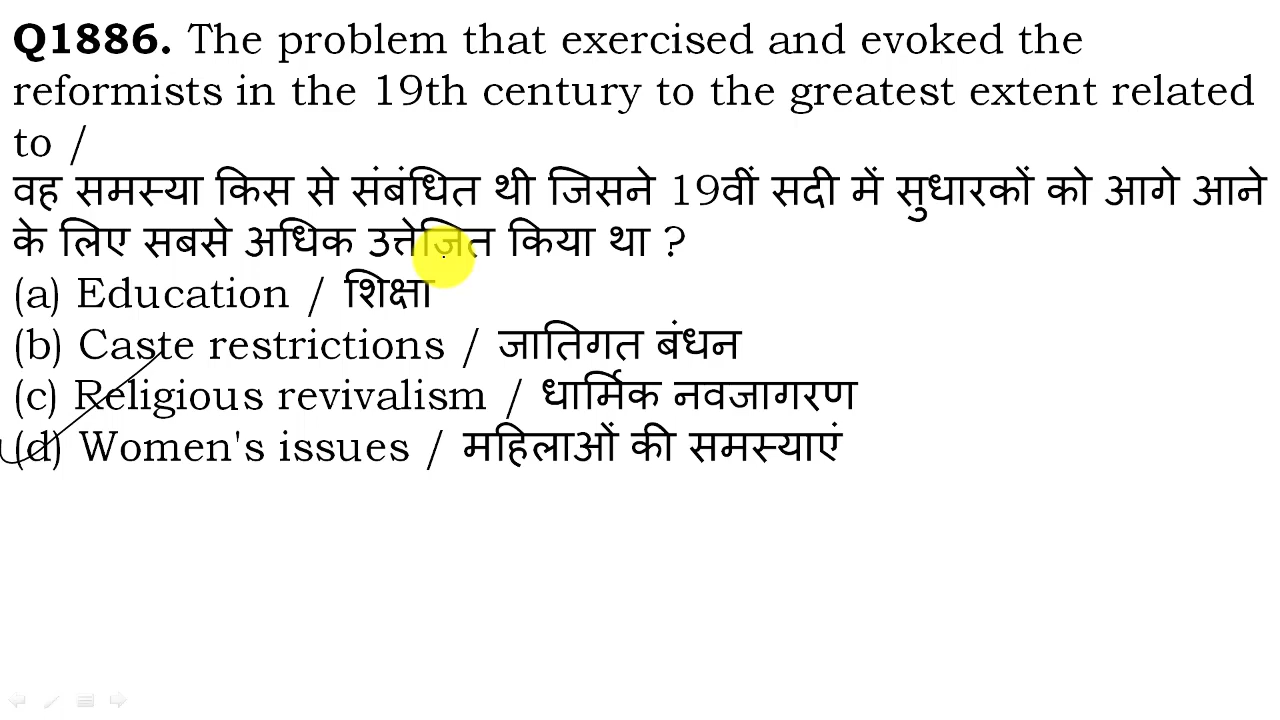 Q1886. The problem that exercised and evoked the
reformists in the 19th century to the greatest extent related
to /
वह समस्या किस से संबंधित थी जिसने 19वीं सदी में सुधारकों को आगे आने
के लिए सबसे अधिक उत्तेजित किया था ?
(a) Education / शिक्षा
(b) Caste restrictions / जातिगत बंधन
(c) Religious revivalism / धार्मिक नवजागरण
(d) Women's issues / महिलाओं की समस्याएं